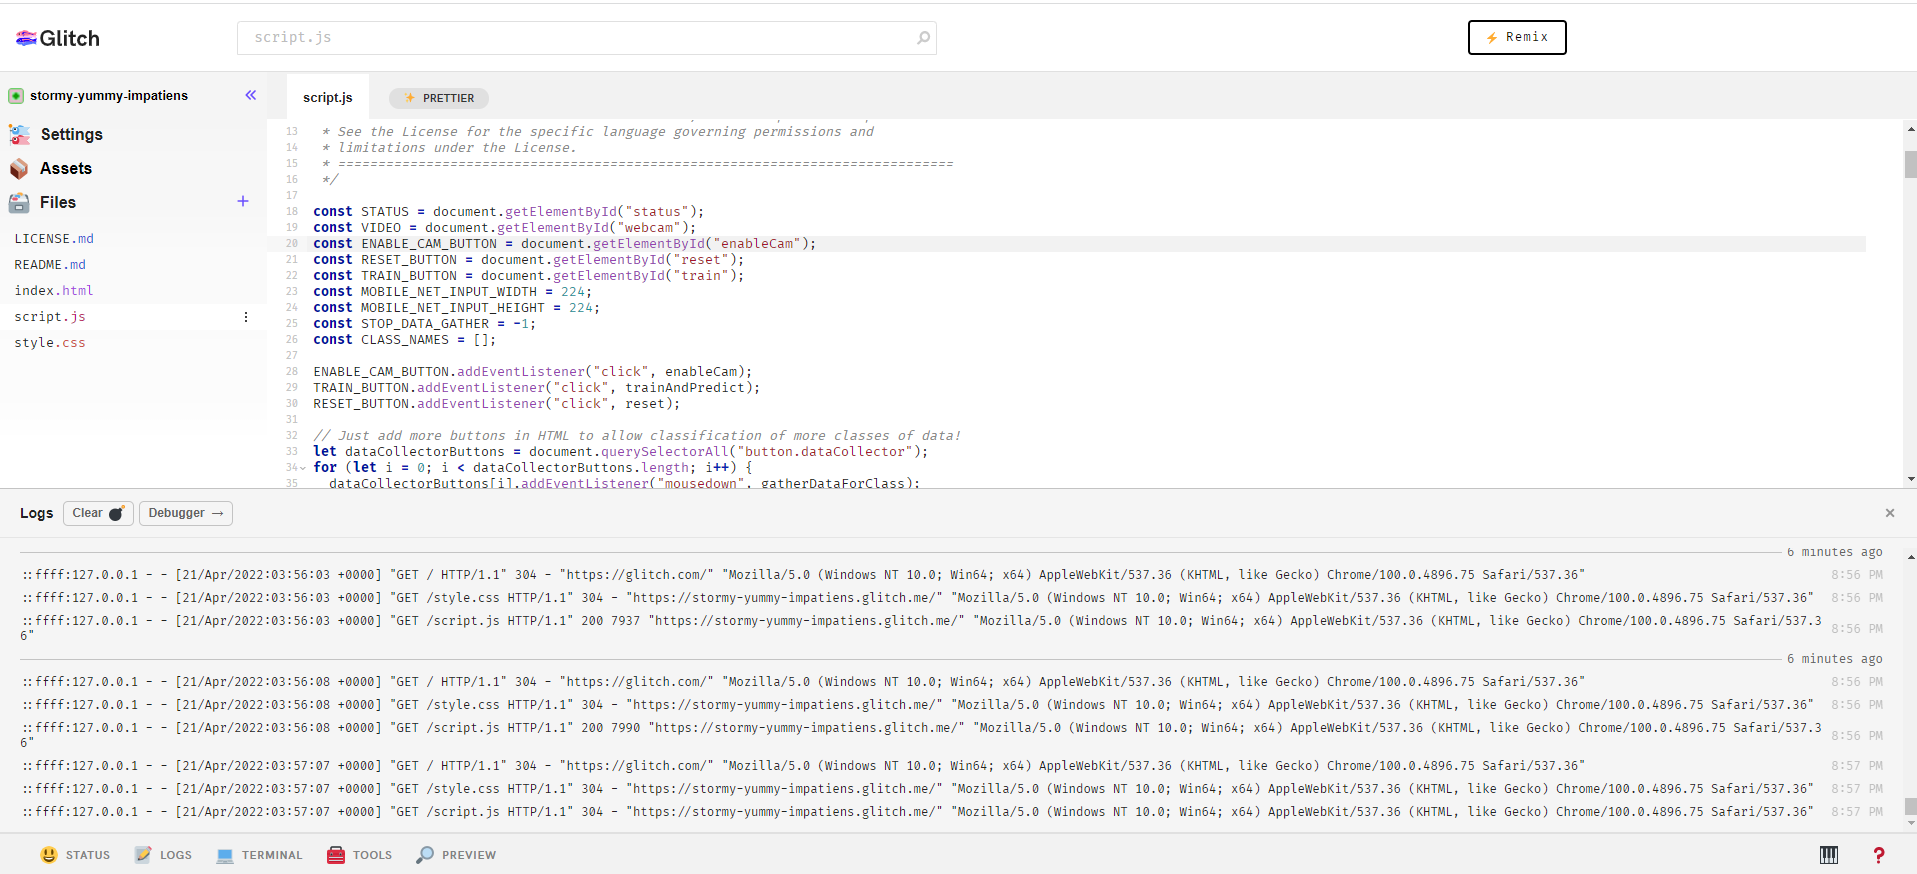 Glitch
script.js
⚡ Remix
stormy-yummy-impatiens
«
script.js
PRETTIER
Settings
Assets
Files
+
LICENSE.md
README.md
index.html
script.js
style.css
13 * See the License for the specific language governing permissions and
14 * limitations under the License.
15 * =============================================================================
16 */
17
18 const STATUS = document.getElementById("status");
19 const VIDEO = document.getElementById("webcam");
20 const ENABLE_CAM_BUTTON = document.getElementById("enableCam");
21 const RESET_BUTTON = document.getElementById("reset");
22 const TRAIN_BUTTON = document.getElementById("train");
23 const MOBILE_NET_INPUT_WIDTH = 224;
24 const MOBILE_NET_INPUT_HEIGHT = 224;
25 const STOP_DATA_GATHER = -1;
26 const CLASS_NAMES = [];
27
28 ENABLE_CAM_BUTTON.addEventListener("click", enableCam);
29 TRAIN_BUTTON.addEventListener("click", trainAndPredict);
30 RESET_BUTTON.addEventListener("click", reset);
31
32 // Just add more buttons in HTML to allow classification of more classes of data!
33 let dataCollectorButtons = document.querySelectorAll("button.dataCollector");
34 for (let i = 0; i < dataCollectorButtons.length; i++) {
35 dataCollectorButtons[i].addEventListener("mousedown", gatherDataForClass);
Logs
Clear
Debugger →
×
6 minutes ago
::ffff:127.0.0.1 - - [21/Apr/2022:03:56:03 +0000] "GET / HTTP/1.1" 304 - "https://glitch.com/" "Mozilla/5.0 (Windows NT 10.0; Win64; x64) AppleWebKit/537.36 (KHTML, like Gecko) Chrome/100.0.4896.75 Safari/537.36" 8:56 PM
::ffff:127.0.0.1 - - [21/Apr/2022:03:56:03 +0000] "GET /style.css HTTP/1.1" 304 - "https://stormy-yummy-impatiens.glitch.me/" "Mozilla/5.0 (Windows NT 10.0; Win64; x64) AppleWebKit/537.36 (KHTML, like Gecko) Chrome/100.0.4896.75 Safari/537.36" 8:56 PM
::ffff:127.0.0.1 - - [21/Apr/2022:03:56:03 +0000] "GET /script.js HTTP/1.1" 200 7937 "https://stormy-yummy-impatiens.glitch.me/" "Mozilla/5.0 (Windows NT 10.0; Win64; x64) AppleWebKit/537.36 (KHTML, like Gecko) Chrome/100.0.4896.75 Safari/537.3
6" 8:56 PM
6 minutes ago
::ffff:127.0.0.1 - - [21/Apr/2022:03:56:08 +0000] "GET / HTTP/1.1" 304 - "https://glitch.com/" "Mozilla/5.0 (Windows NT 10.0; Win64; x64) AppleWebKit/537.36 (KHTML, like Gecko) Chrome/100.0.4896.75 Safari/537.36" 8:56 PM
::ffff:127.0.0.1 - - [21/Apr/2022:03:56:08 +0000] "GET /style.css HTTP/1.1" 304 - "https://stormy-yummy-impatiens.glitch.me/" "Mozilla/5.0 (Windows NT 10.0; Win64; x64) AppleWebKit/537.36 (KHTML, like Gecko) Chrome/100.0.4896.75 Safari/537.36" 8:56 PM
::ffff:127.0.0.1 - - [21/Apr/2022:03:56:08 +0000] "GET /script.js HTTP/1.1" 200 7990 "https://stormy-yummy-impatiens.glitch.me/" "Mozilla/5.0 (Windows NT 10.0; Win64; x64) AppleWebKit/537.36 (KHTML, like Gecko) Chrome/100.0.4896.75 Safari/537.3
6" 8:56 PM
::ffff:127.0.0.1 - - [21/Apr/2022:03:57:07 +0000] "GET / HTTP/1.1" 304 - "https://glitch.com/" "Mozilla/5.0 (Windows NT 10.0; Win64; x64) AppleWebKit/537.36 (KHTML, like Gecko) Chrome/100.0.4896.75 Safari/537.36" 8:57 PM
::ffff:127.0.0.1 - - [21/Apr/2022:03:57:07 +0000] "GET /style.css HTTP/1.1" 304 - "https://stormy-yummy-impatiens.glitch.me/" "Mozilla/5.0 (Windows NT 10.0; Win64; x64) AppleWebKit/537.36 (KHTML, like Gecko) Chrome/100.0.4896.75 Safari/537.36" 8:57 PM
::ffff:127.0.0.1 - - [21/Apr/2022:03:57:07 +0000] "GET /script.js HTTP/1.1" 304 - "https://stormy-yummy-impatiens.glitch.me/" "Mozilla/5.0 (Windows NT 10.0; Win64; x64) AppleWebKit/537.36 (KHTML, like Gecko) Chrome/100.0.4896.75 Safari/537.36" 8:57 PM
STATUS
LOGS
TERMINAL
TOOLS
PREVIEW
?